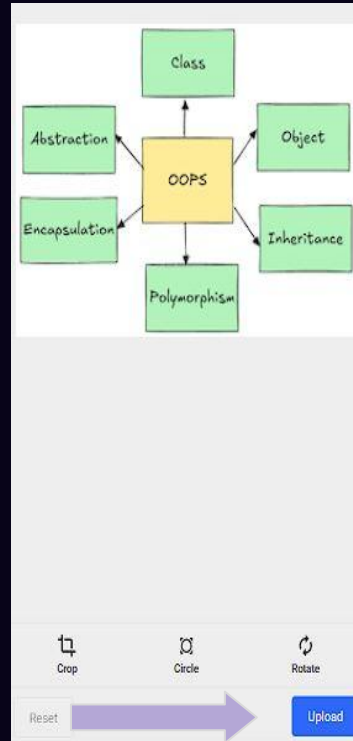 Class
Abstraction
Object
OOPS
Encapsulation
Inheritance
Polymorphism
Crop
Circle
Rotate
Reset
Upload